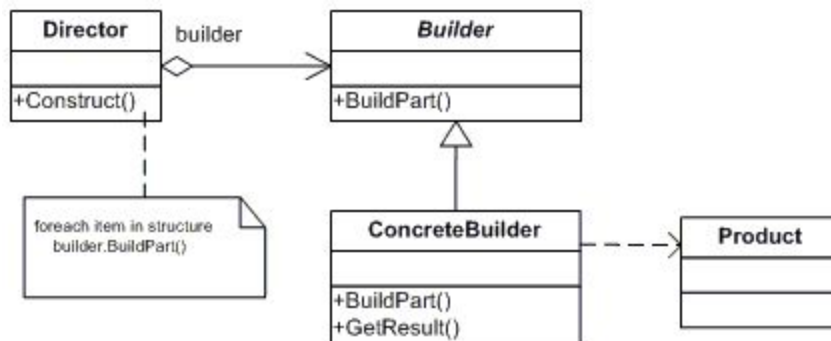 Director
builder
Builder
+Construct()
+BuildPart()
foreach item in structure
builder.BuildPart()
ConcreteBuilder
Product
+BuildPart()
+GetResult()